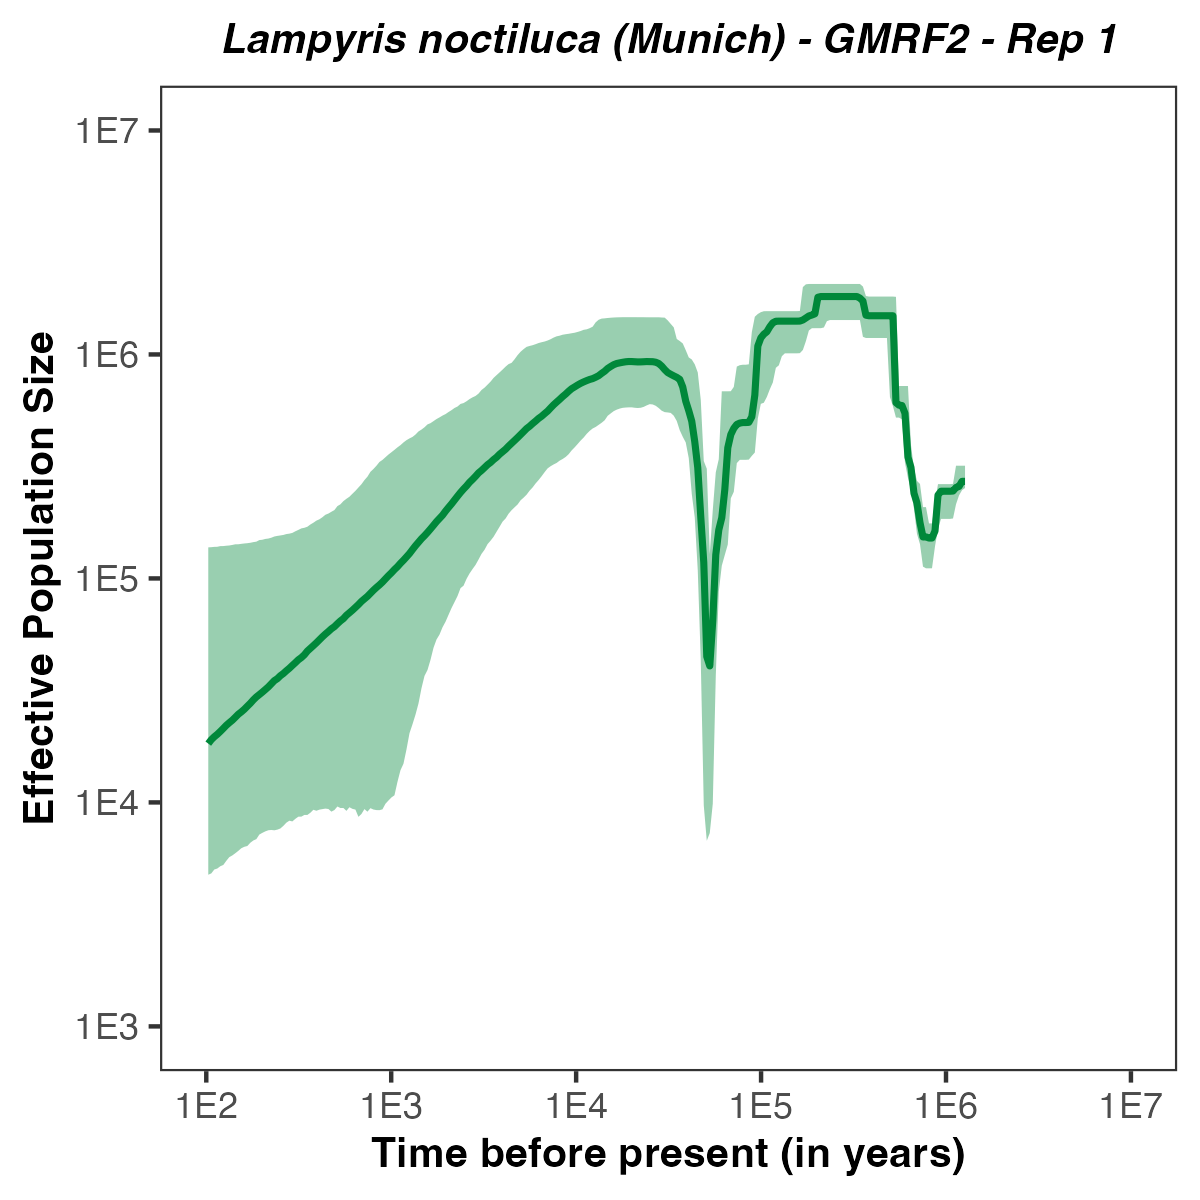 Lampyris noctiluca (Munich) - GMRF2 - Rep 1
Effective Population Size
1E7
1E6
1E5
1E4
1E3
1E2 1E3 1E4 1E5 1E6 1E7
Time before present (in years)